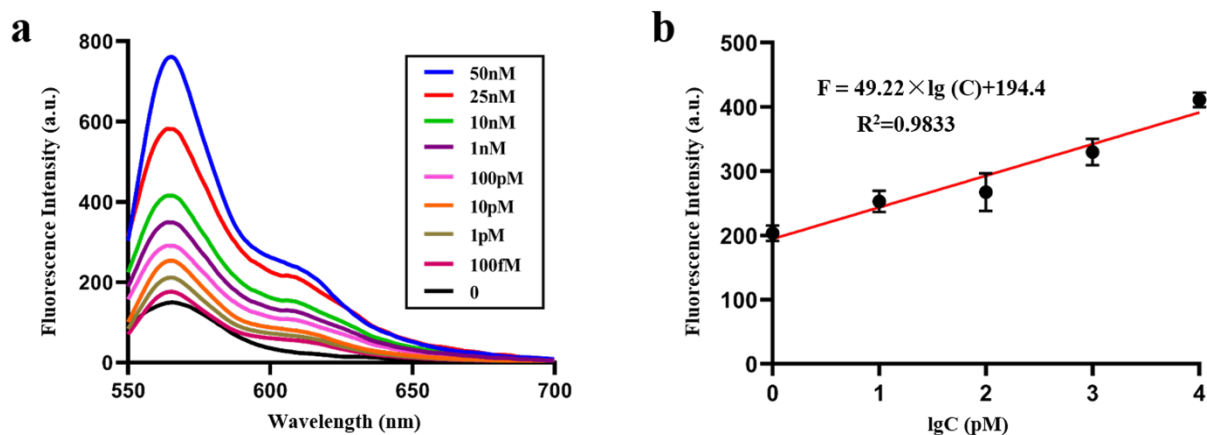 a
800
600
400
200
0
Fluorescence Intensity (a.u.)
550
600
650
700
Wavelength (nm)
50nM
25nM
10nM
1nM
100pM
10pM
1pM
100fM
0
b
500
400
300
200
100
0
Fluorescence Intensity (a.u.)
F = 49.22×lg (C)+194.4
R²=0.9833
0
1
2
3
4
lgC (pM)